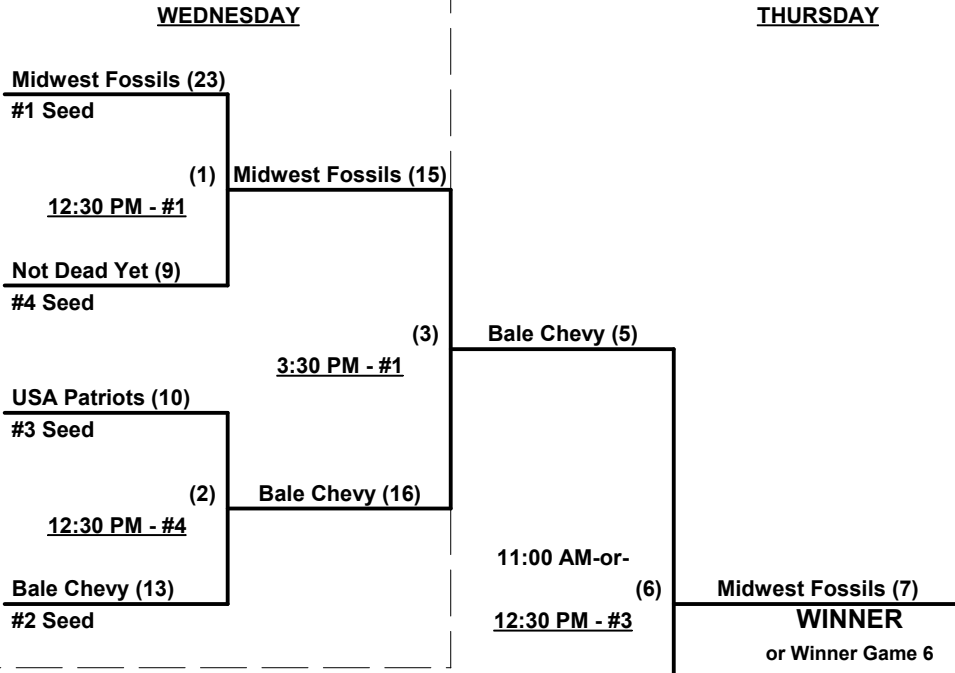 WEDNESDAY
THURSDAY
Midwest Fossils (23)
#1 Seed
(1)
Midwest Fossils (15)
12:30 PM - #1
Not Dead Yet (9)
#4 Seed
(3)
Bale Chevy (5)
3:30 PM - #1
USA Patriots (10)
#3 Seed
(2)
Bale Chevy (16)
12:30 PM - #4
11:00 AM-or-
Bale Chevy (13)
(6)
Midwest Fossils (7)
#2 Seed
12:30 PM - #3
WINNER
or Winner Game 6